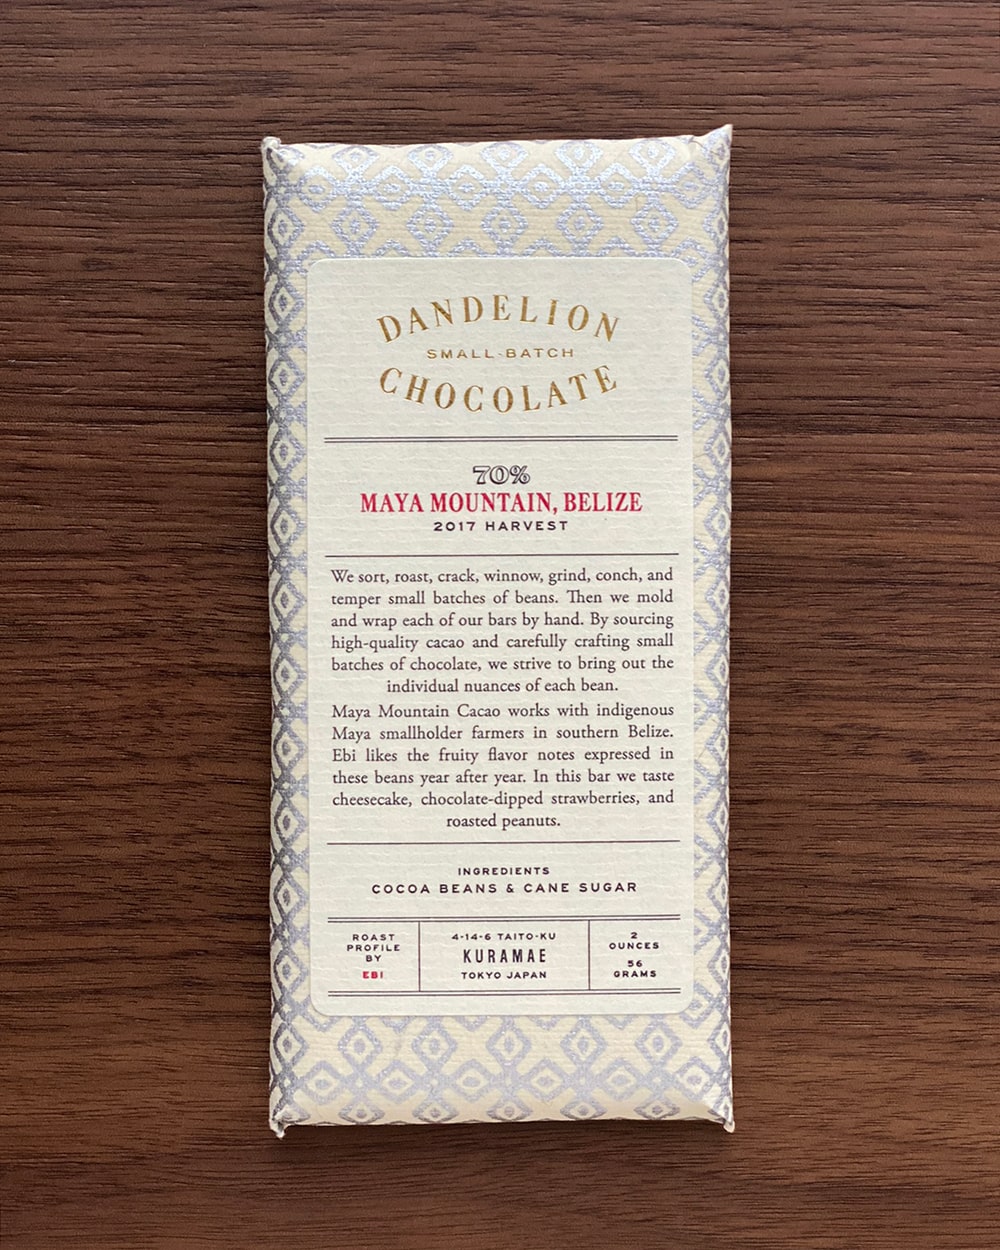 DANDELION
SMALL-BATCH
CHOCOLATE
70%
MAYA MOUNTAIN, BELIZE
2017 HARVEST
We sort, roast, crack, winnow, grind, conch, and
temper small batches of beans. Then we mold
and wrap each of our bars by hand. By sourcing
high-quality cacao and carefully crafting small
batches of chocolate, we strive to bring out the
individual nuances of each bean.
Maya Mountain Cacao works with indigenous
Maya smallholder farmers in southern Belize.
Ebi likes the fruity flavor notes expressed in
these beans year after year. In this bar we taste
cheesecake, chocolate-dipped strawberries, and
roasted peanuts.
INGREDIENTS
COCOA BEANS & CANE SUGAR
ROAST
PROFILE
BY
EBI
4-14-6 TAITO-KU
KURAMAE
TOKYO JAPAN
2
OUNCES
56
GRAMS